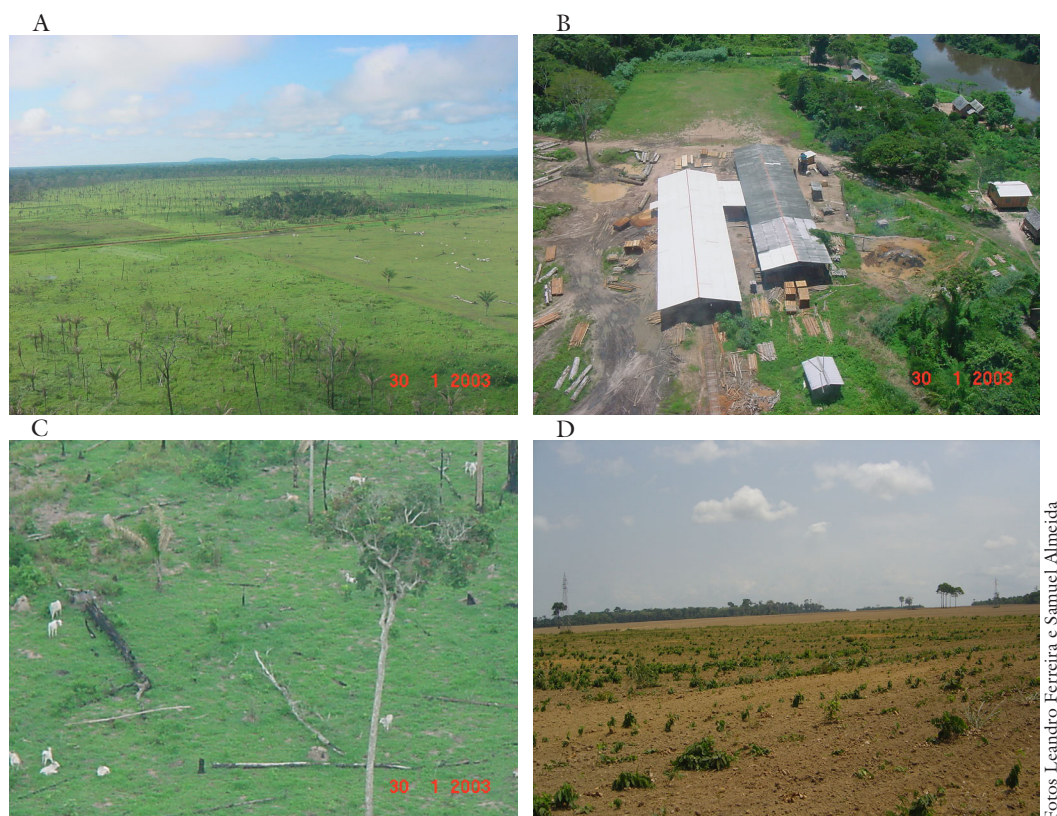 A
B
30 1 2003
30 1 2003
C
D
30 1 2003
Fotos Leandro Ferreira e Samuel Almeida